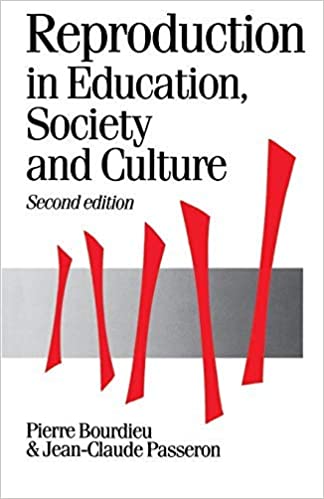 Reproduction
in Education,
Society
and Culture
Second edition
Pierre Bourdieu
& Jean-Claude Passeron